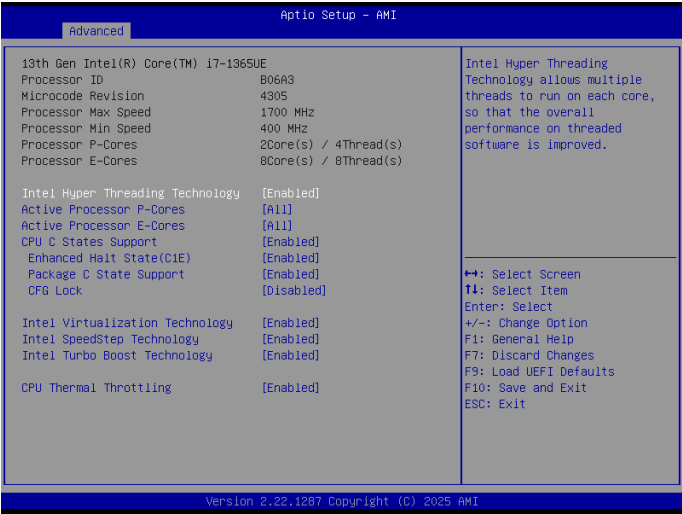 Aptio Setup - AMI
Advanced
13th Gen Intel(R) Core(TM) i7-1365UE
Processor ID B06A3
Microcode Revision 4305
Processor Max Speed 1700 MHz
Processor Min Speed 400 MHz
Processor P-Cores 2Core(s) / 4Thread(s)
Processor E-Cores 8Core(s) / 8Thread(s)
Intel Hyper Threading Technology [Enabled]
Active Processor P-Cores [All]
Active Processor E-Cores [All]
CPU C States Support [Enabled]
Enhanced Halt State(C1E) [Enabled]
Package C State Support [Enabled]
CFG Lock [Disabled]
Intel Virtualization Technology [Enabled]
Intel SpeedStep Technology [Enabled]
Intel Turbo Boost Technology [Enabled]
CPU Thermal Throttling [Enabled]
Intel Hyper Threading
Technology allows multiple
threads to run on each core,
so that the overall
performance on threaded
software is improved.
↔: Select Screen
↑↓: Select Item
Enter: Select
+/-: Change Option
F1: General Help
F7: Discard Changes
F9: Load UEFI Defaults
F10: Save and Exit
ESC: Exit
Version 2.22.1287 Copyright (C) 2025 AMI